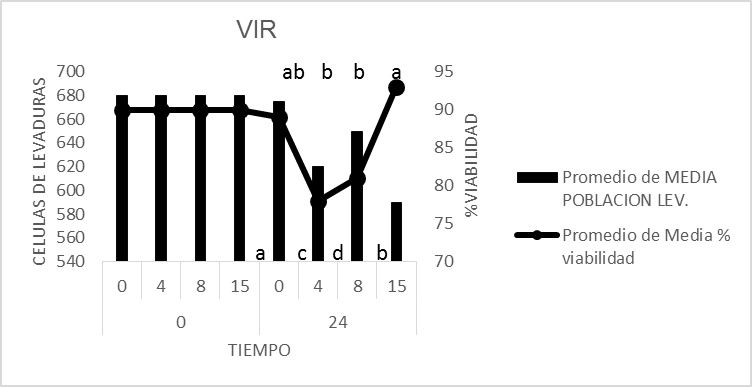 VIR
CELULAS DE LEVADURAS
700
680
660
640
620
600
580
560
540
ab b b a
a c d b
95
90
85
80
75
70
%VIABILIDAD
0 4 8 15 0 4 8 15
0 24
TIEMPO
Promedio de MEDIA
POBLACION LEV.
Promedio de Media %
viabilidad